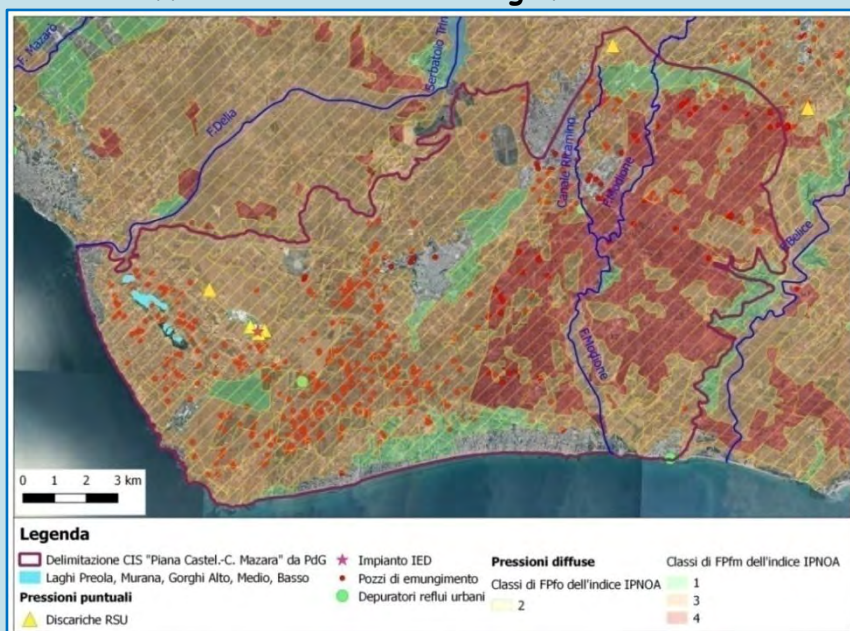 F. Mazaro
F.Delia
Serbatoio Trin
Canale Ricamino
F.Modione
F.Modione
F.Belice
0 1 2 3 km
Legenda
Delimitazione CIS "Piana Castel.-C. Mazara" da PdG
Laghi Preola, Murana, Gorghi Alto, Medio, Basso
Pressioni puntuali
Discariche RSU
Impianto IED
Pozzi di emungimento
Depuratori reflui urbani
Pressioni diffuse
Classi di FPfo dell'indice IPNOA
2
Classi di FPfm dell'indice IPNOA
1
3
4